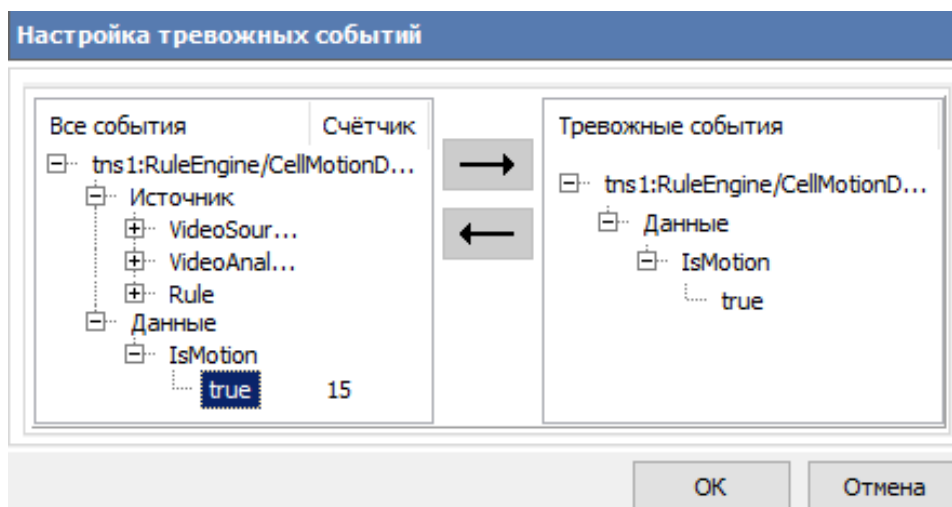 Настройка тревожных событий
Все события Счётчик
tns1:RuleEngine/CellMotionD...
Источник
VideoSour...
VideoAnal...
Rule
Данные
IsMotion
true 15
Тревожные события
tns1:RuleEngine/CellMotionD...
Данные
IsMotion
true
ОК Отмена